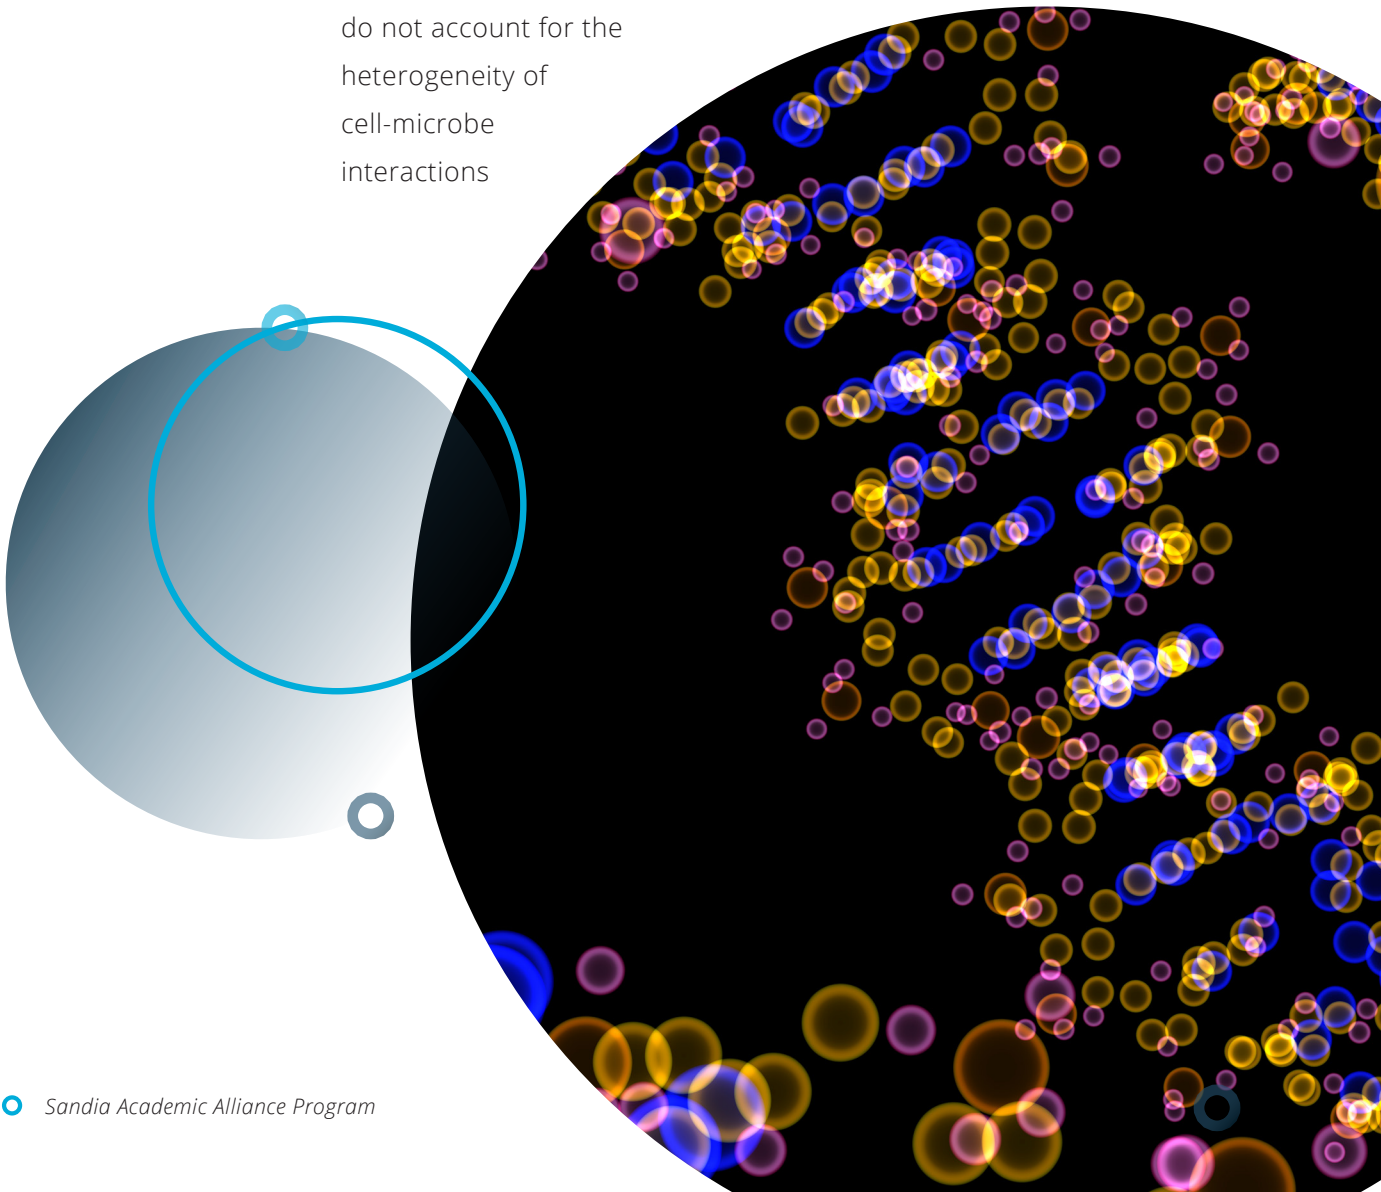 do not account for the
heterogeneity of
cell-microbe
interactions
Sandia Academic Alliance Program